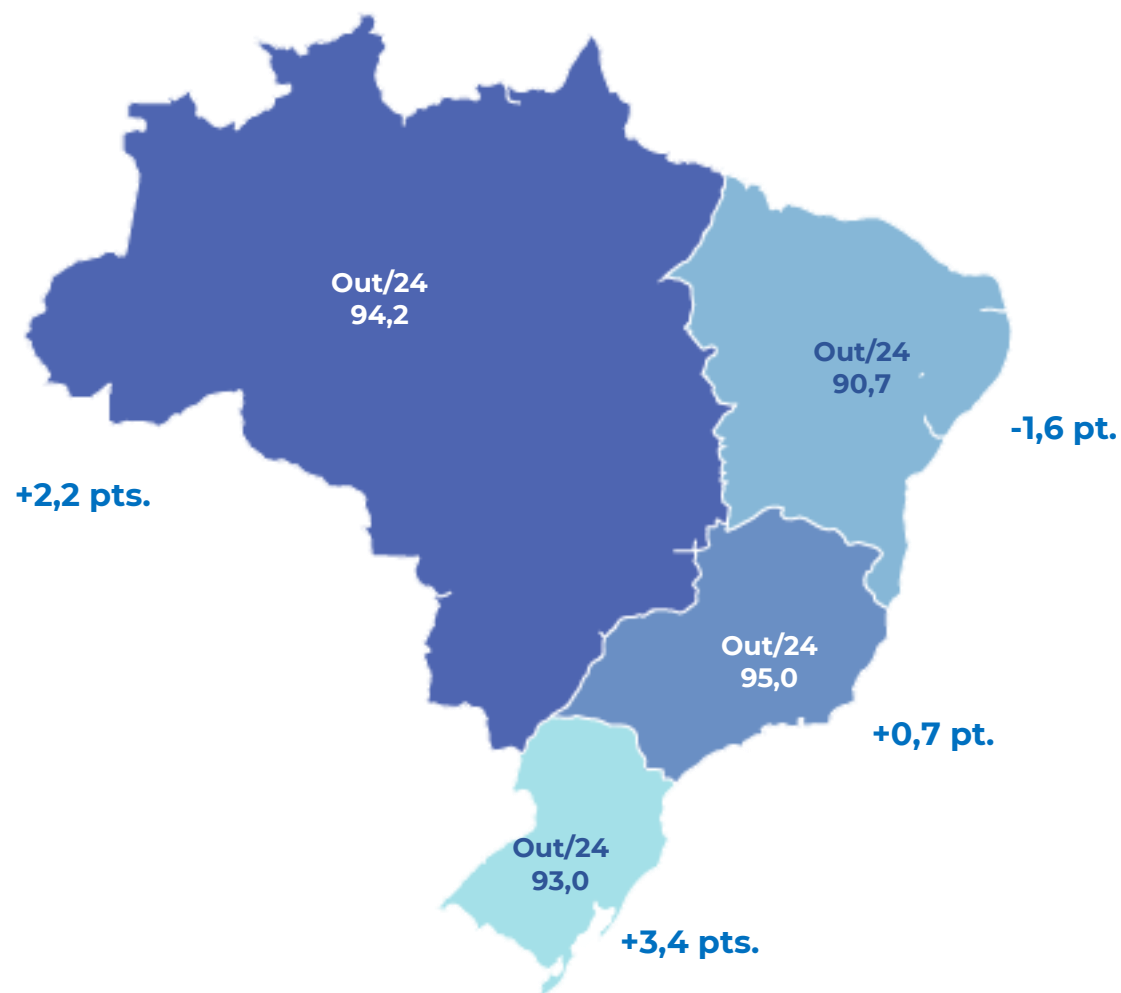 Out/24
94,2
Out/24
90,7
-1,6 pt.
+2,2 pts.
Out/24
95,0
+0,7 pt.
Out/24
93,0
+3,4 pts.